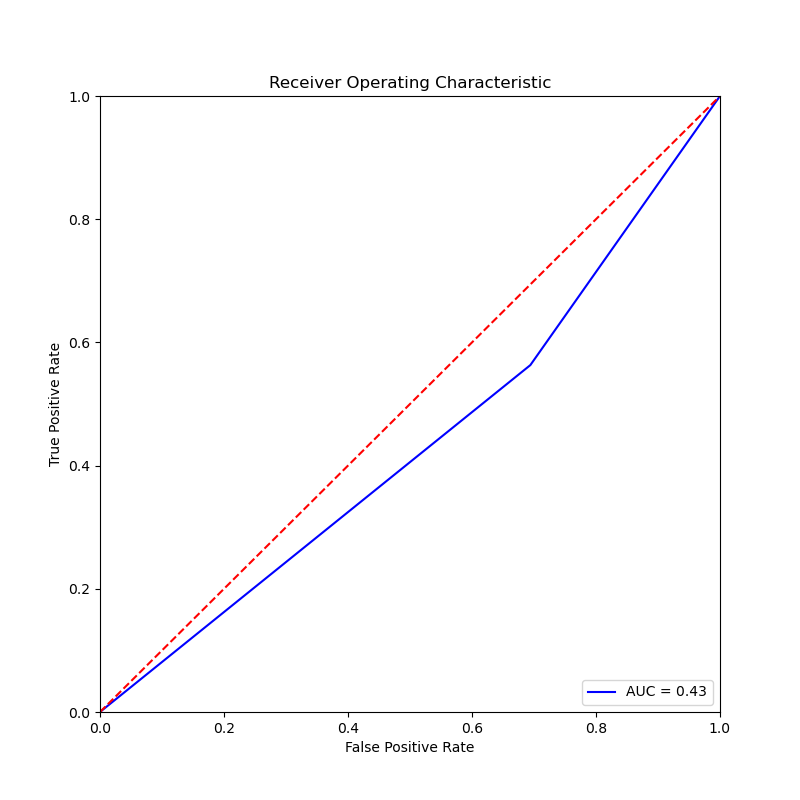 Receiver Operating Characteristic
1.0
0.8
0.6
0.4
0.2
0.0
True Positive Rate
AUC = 0.43
0.0 0.2 0.4 0.6 0.8 1.0
False Positive Rate